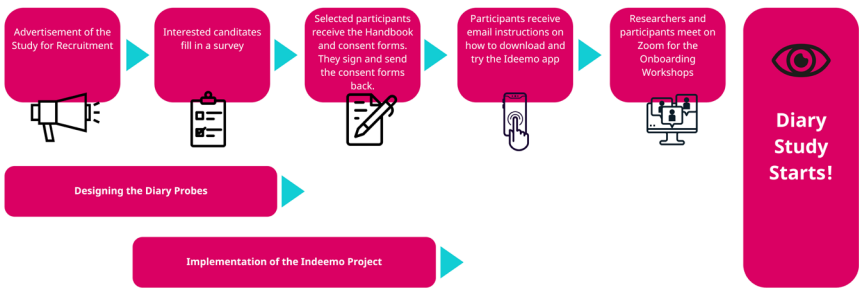 Advertisement of the
Study for Recruitment
Interested canditates
fill in a survey
Selected participants
receive the Handbook
and consent forms.
They sign and send
the consent forms
back.
Participants receive
email instructions on
how to download and
try the Ideemo app
Researchers and
participants meet on
Zoom for the
Onboarding
Workshops
Diary
Study
Starts!
Designing the Diary Probes
Implementation of the Indeemo Project